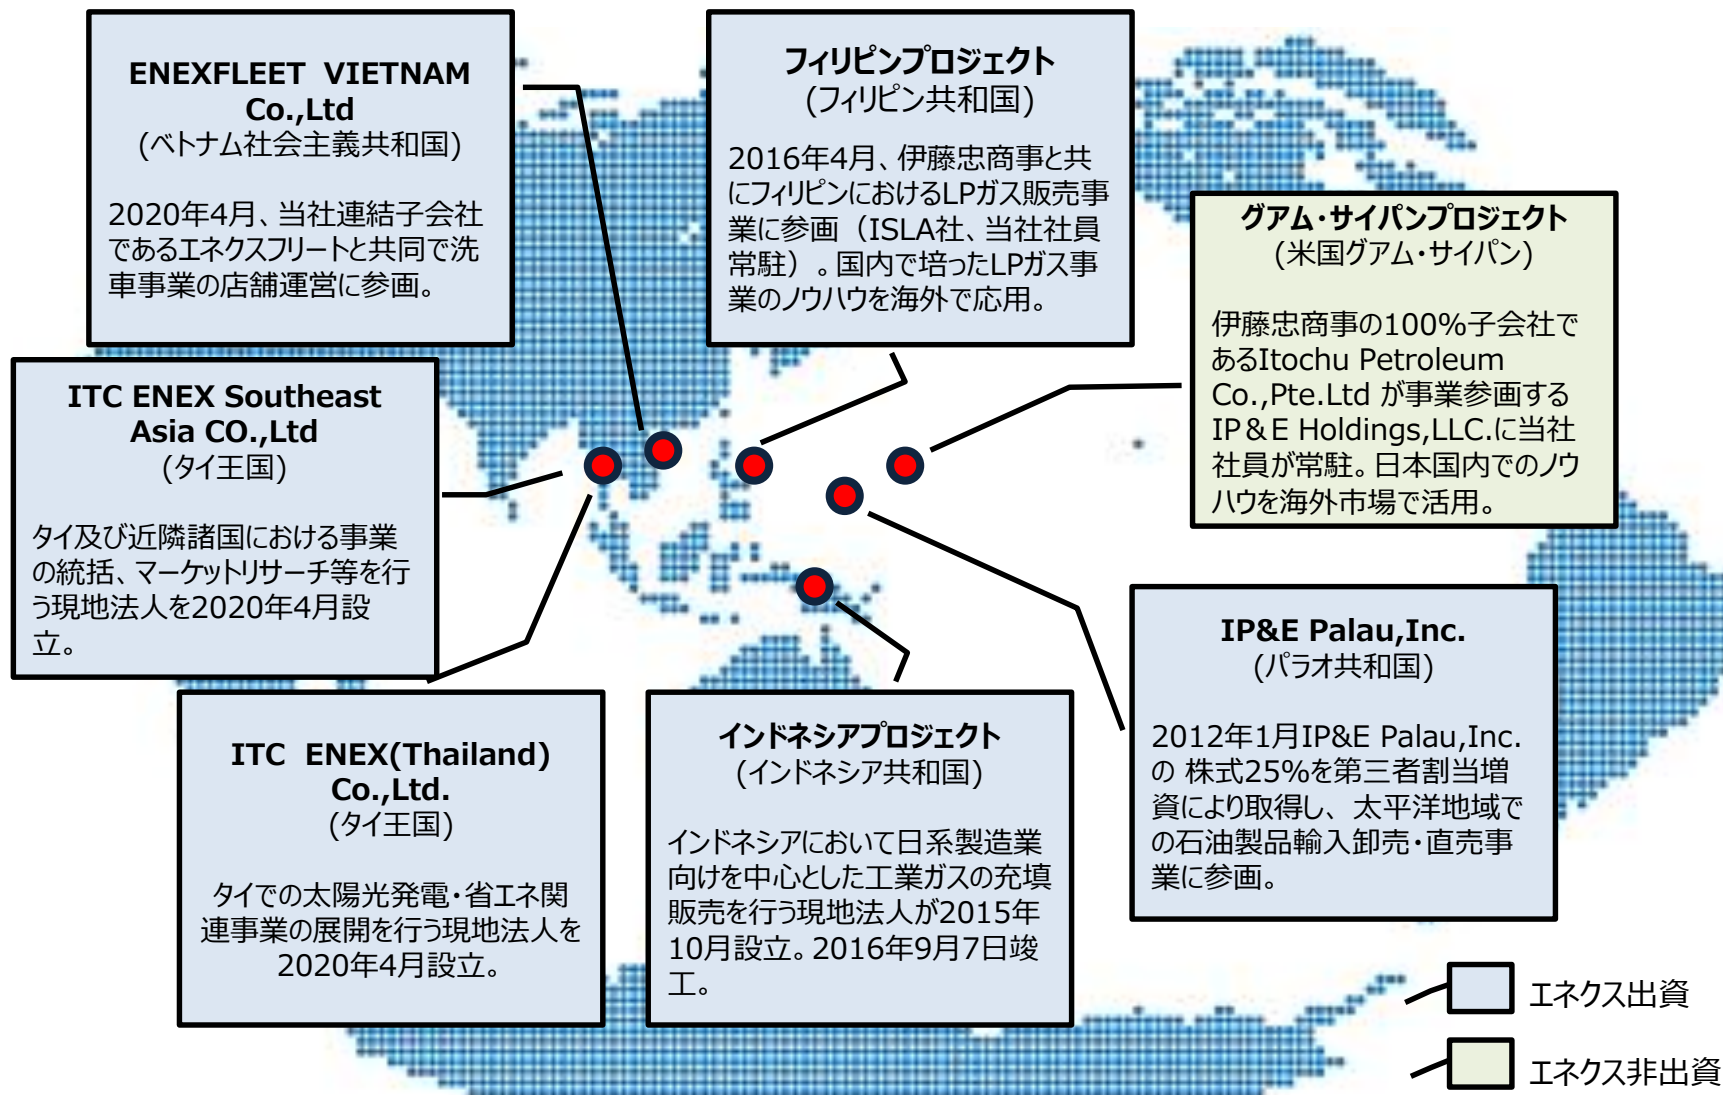 ENEXFLEET VIETNAM
Co.,Ltd
(ベトナム社会主義共和国)
2020年4月、当社連結子会社
であるエネクスフリートと共同で洗
車事業の店舗運営に参画。
フィリピンプロジェクト
(フィリピン共和国)
2016年4月、伊藤忠商事と共
にフィリピンにおけるLPガス販売事
業に参画（ISLA社、当社社員
常駐）。国内で培ったLPガス事
業のノウハウを海外で応用。
グアム・サイパンプロジェクト
(米国グアム・サイパン)
伊藤忠商事の100%子会社で
あるItochu Petroleum
Co.,Pte.Ltd が事業参画する
IP＆E Holdings,LLC.に当社
社員が常駐。日本国内でのノウ
ハウを海外市場で活用。
ITC ENEX Southeast
Asia CO.,Ltd
(タイ王国)
タイ及び近隣諸国における事業
の統括、マーケットリサーチ等を行
う現地法人を2020年4月設
立。
IP&E Palau,Inc.
(パラオ共和国)
2012年1月IP&E Palau,Inc.
の 株式25%を第三者割当増
資により取得し、太平洋地域で
の石油製品輸入卸売・直売事
業に参画。
ITC ENEX(Thailand)
Co.,Ltd.
(タイ王国)
タイでの太陽光発電・省エネ関
連事業の展開を行う現地法人を
2020年4月設立。
インドネシアプロジェクト
(インドネシア共和国)
インドネシアにおいて日系製造業
向けを中心とした工業ガスの充填
販売を行う現地法人が2015年
10月設立。2016年9月7日竣
工。
エネクス出資
エネクス非出資